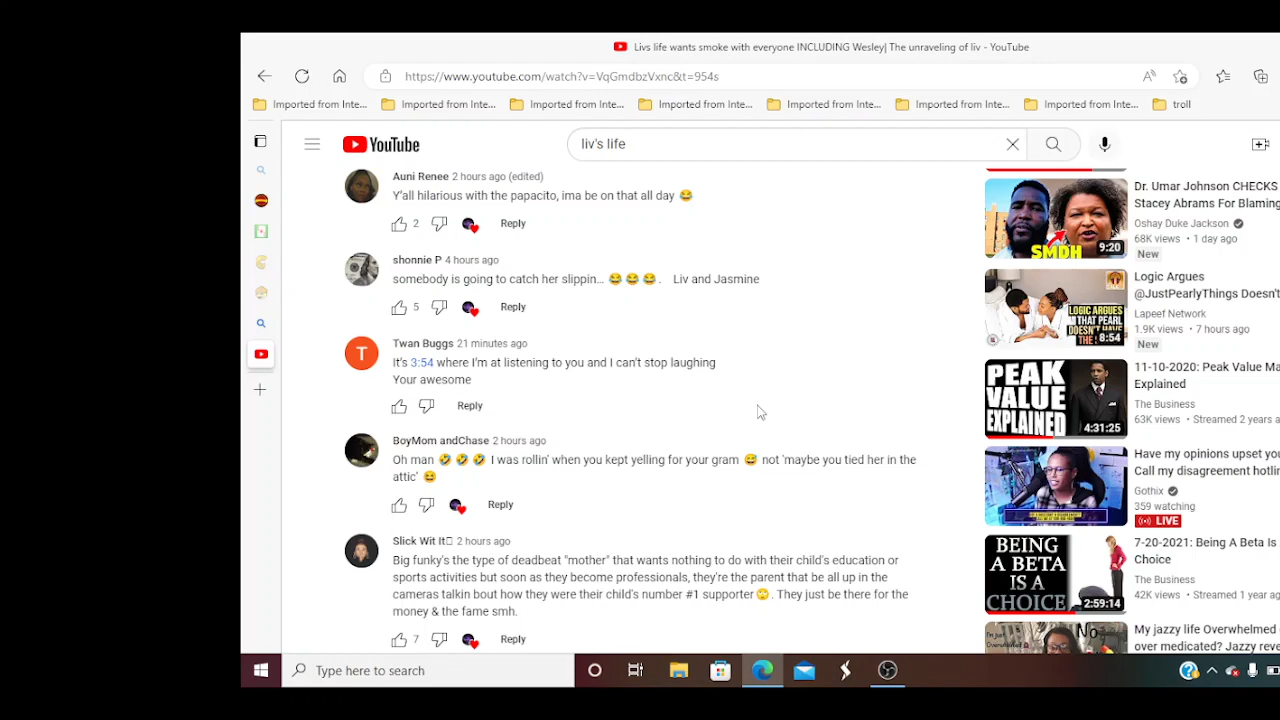 Livs life wants smoke with everyone INCLUDING Wesley| The unraveling of liv - YouTube
https://www.youtube.com/watch?v=VqGmdbzVxnc&t=954s
Imported from Inte...
Imported from Inte...
Imported from Inte...
Imported from Inte...
Imported from Inte...
Imported from Inte...
Imported from Inte...
troll
YouTube
liv's life
Auni Renee 2 hours ago (edited)
Y'all hilarious with the papacito, ima be on that all day 😂
2 Reply
shonnie P 4 hours ago
somebody is going to catch her slippin... 😂 😂 😂 . Liv and Jasmine
5 Reply
T
Twan Buggs 21 minutes ago
It's 3:54 where I'm at listening to you and I can't stop laughing
Your awesome
Reply
BoyMom andChase 2 hours ago
Oh man 🤣 🤣 🤣 I was rollin' when you kept yelling for your gram 😅 not 'maybe you tied her in the
attic' 😆
Reply
Slick Wit It 2 hours ago
Big funky's the type of deadbeat "mother" that wants nothing to do with their child's education or
sports activities but soon as they become professionals, they're the parent that be all up in the
cameras talkin bout how they were their child's number #1 supporter🙄. They just be there for the
money & the fame smh.
7 Reply
SMDH
9:20
Dr. Umar Johnson CHECKS
Stacey Abrams For Blaming
Oshay Duke Jackson
68K views • 1 day ago
New
LOGIC ARGUES
THAT PEARL
DOESN'T HAVE
THE
8:54
Logic Argues
@JustPearlyThings Doesn't
Lapeef Network
1.9K views • 7 hours ago
New
PEAK
VALUE
EXPLAINED
4:31:25
11-10-2020: Peak Value Ma
Explained
The Business
63K views • Streamed 2 years a
Have my opinions upset you
Call my disagreement hotlin
Gothix
359 watching
LIVE
BEING
A BETA
IS A
CHOICE
2:59:14
7-20-2021: Being A Beta Is
Choice
The Business
42K views • Streamed 1 year ag
I'm just
Overwhelmed
No
My jazzy life Overwhelmed
over medicated? Jazzy reve
Type here to search